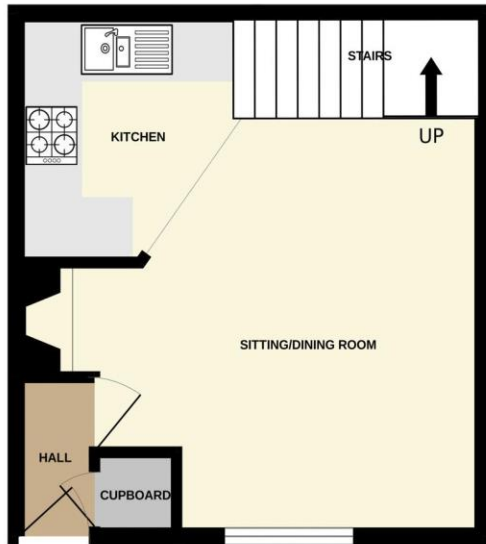 STAIRS
KITCHEN
UP
SITTING/DINING ROOM
HALL
CUPBOARD